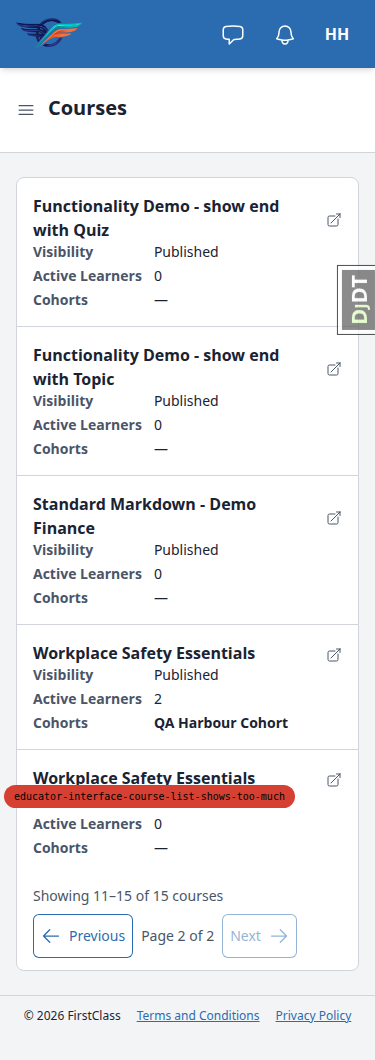 HH
Courses
Functionality Demo - show end
with Quiz
Visibility Published
Active Learners 0
Cohorts —
DjDT
Functionality Demo - show end
with Topic
Visibility Published
Active Learners 0
Cohorts —
Standard Markdown - Demo
Finance
Visibility Published
Active Learners 0
Cohorts —
Workplace Safety Essentials
Visibility Published
Active Learners 2
Cohorts QA Harbour Cohort
Workplace Safety Essentials
educator-interface-course-list-shows-too-much
Active Learners 0
Cohorts —
Showing 11–15 of 15 courses
Previous Page 2 of 2 Next
© 2026 FirstClass Terms and Conditions Privacy Policy